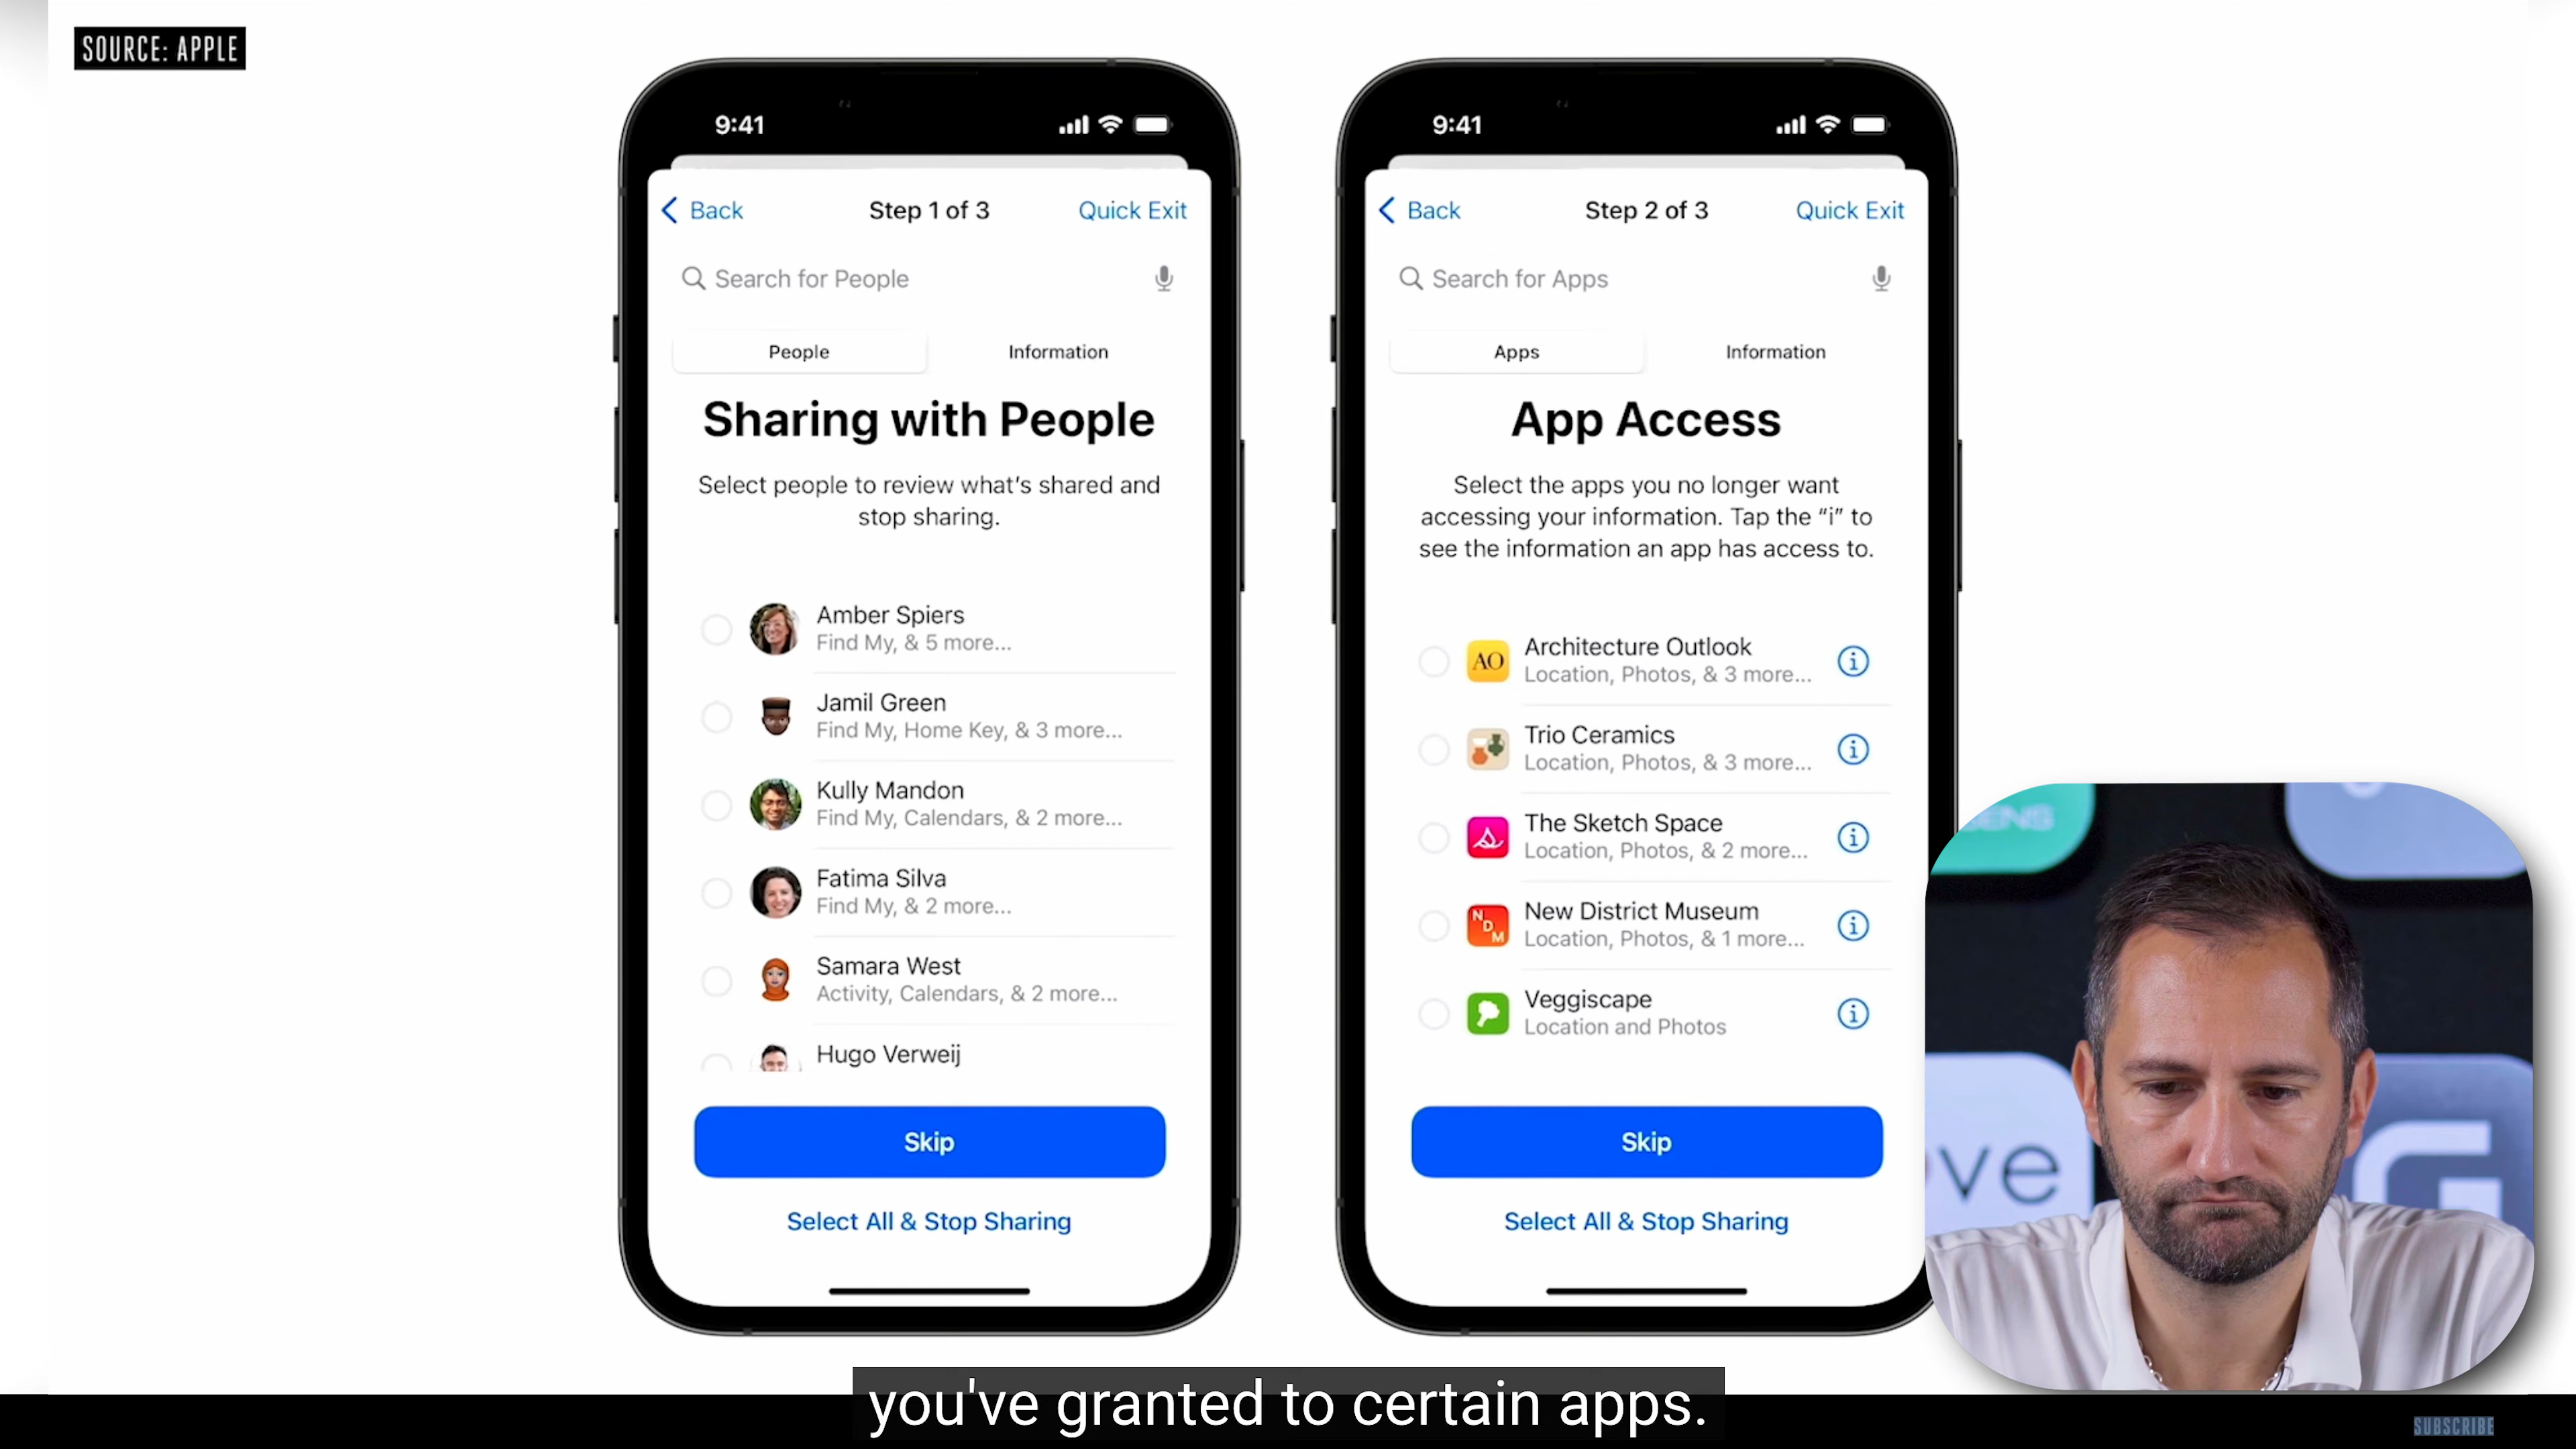 SOURCE: APPLE
9:41
Back
Step 1 of 3
Quick Exit
Search for People
People
Information
Sharing with People
Select people to review what's shared and
stop sharing.
Amber Spiers
Find My, & 5 more...
Jamil Green
Find My, Home Key, & 3 more...
Kully Mandon
Find My, Calendars, & 2 more...
Fatima Silva
Find My, & 2 more...
Samara West
Activity, Calendars, & 2 more...
Hugo Verweij
Skip
Select All & Stop Sharing
9:41
Back
Step 2 of 3
Quick Exit
Search for Apps
Apps
Information
App Access
Select the apps you no longer want
accessing your information. Tap the “i” to
see the information an app has access to.
AO
Architecture Outlook
Location, Photos, & 3 more...
Trio Ceramics
Location, Photos, & 3 more...
The Sketch Space
Location, Photos, & 2 more...
NDM
New District Museum
Location, Photos, & 1 more...
Veggiscape
Location and Photos
Skip
Select All & Stop Sharing
ve
G
you've granted to certain apps.
SUBSCRIBE